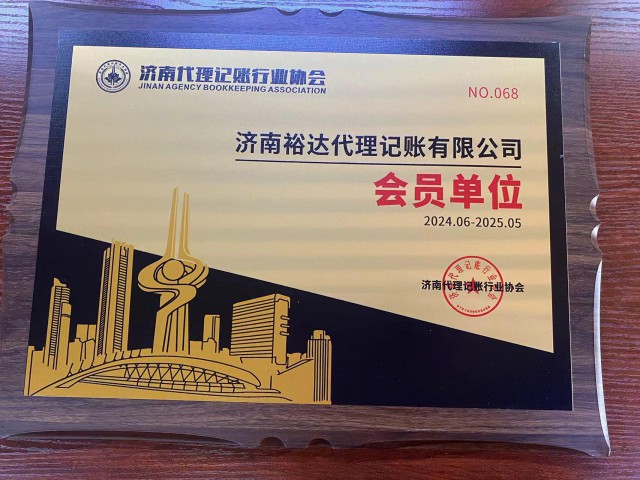 济南代理记账行业协会
JINAN AGENCY BOOKKEEPING ASSOCIATION
NO.068
济南裕达代理记账有限公司
会员单位
2024.06-2025.05
济南代理记账行业协会